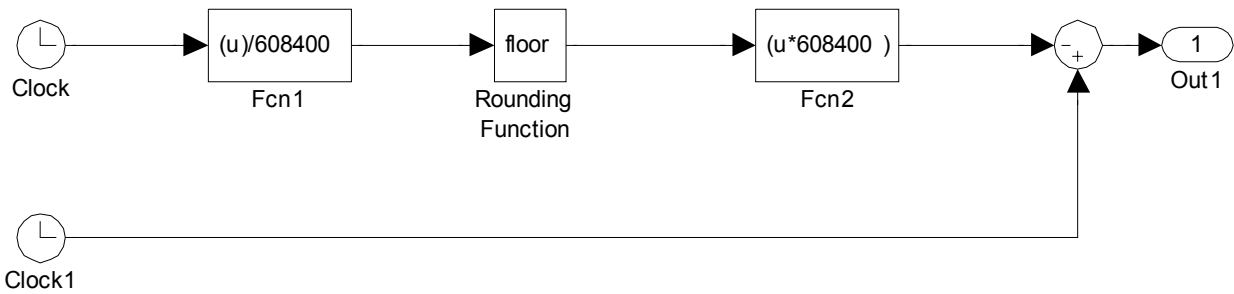 Clock
(u)/608400
Fcn1
floor
Rounding
Function
(u*608400 )
Fcn2
-
+
1
Out1
Clock1